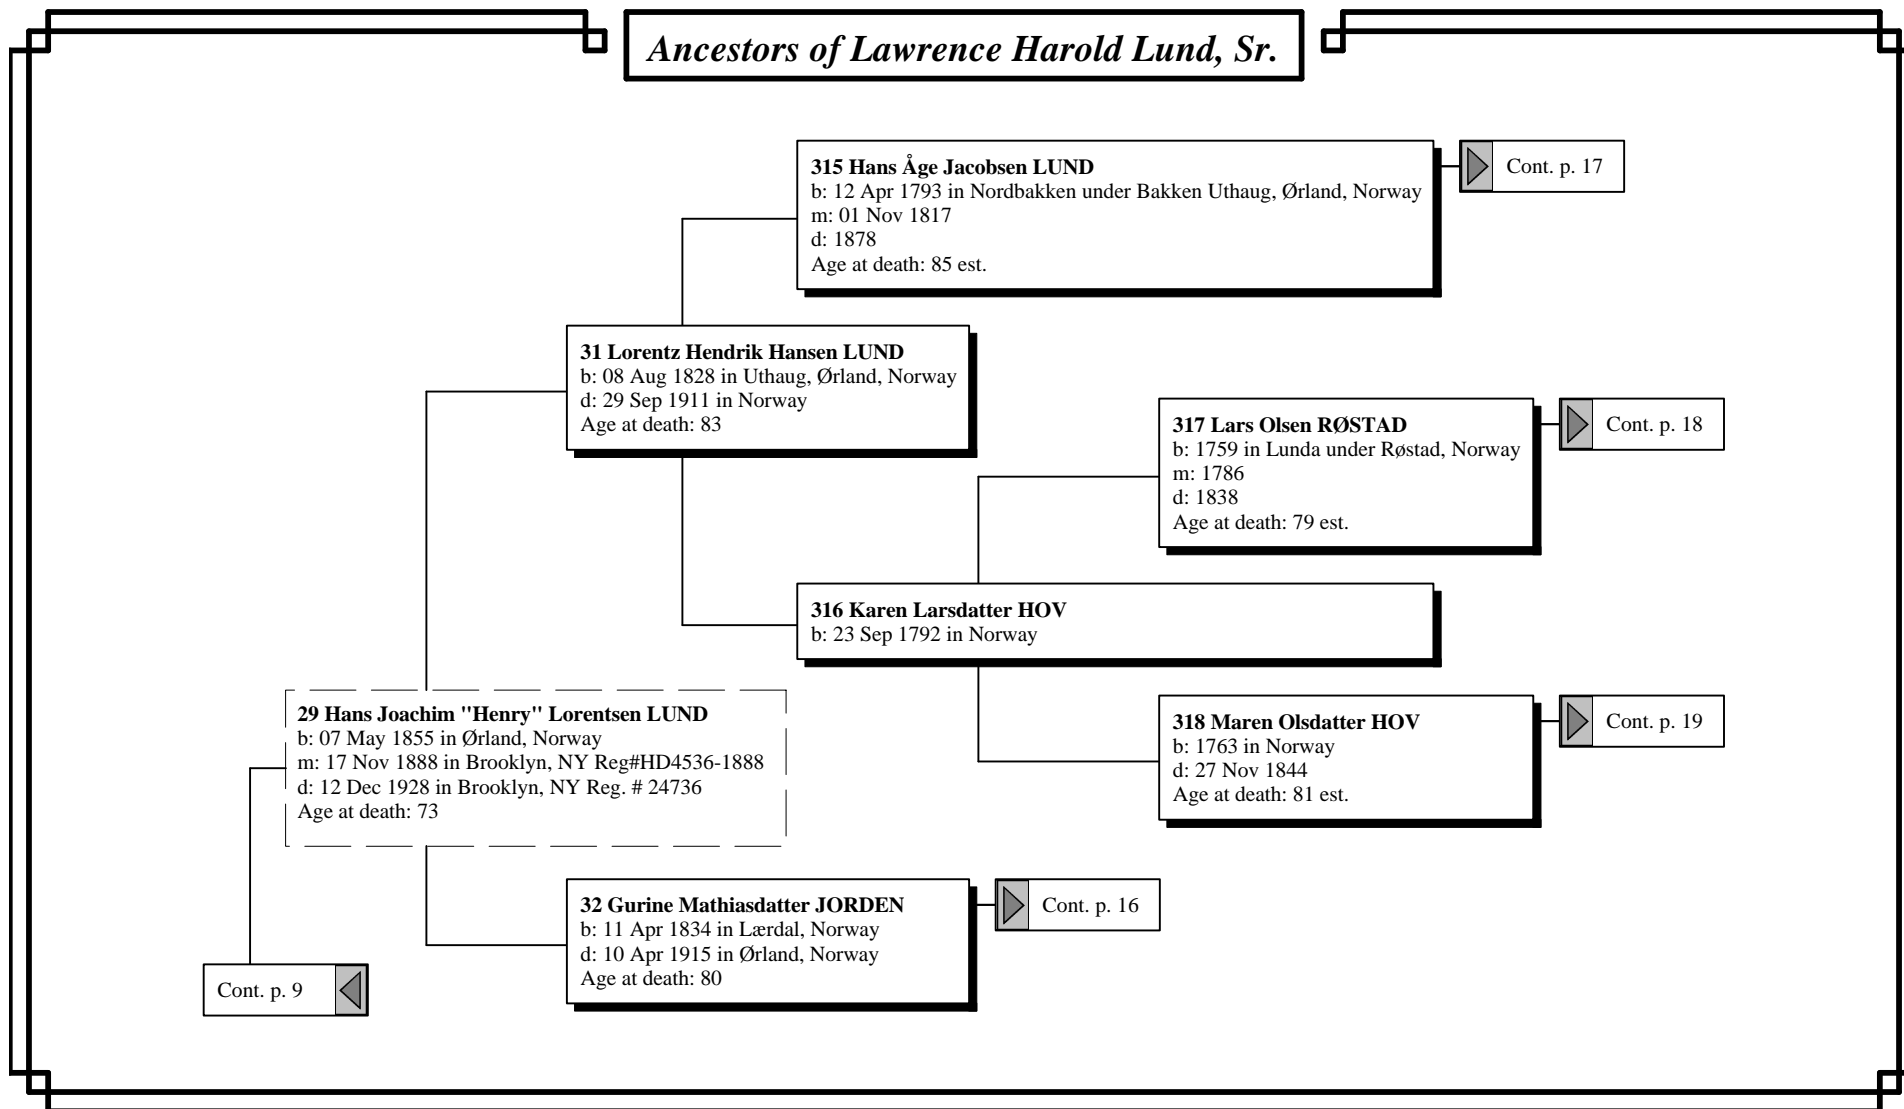 Ancestors of Lawrence Harold Lund, Sr.
315 Hans Åge Jacobsen LUND
b: 12 Apr 1793 in Nordbakken under Bakken Uthaug, Ørland, Norway
m: 01 Nov 1817
d: 1878
Age at death: 85 est.
Cont. p. 17
31 Lorentz Hendrik Hansen LUND
b: 08 Aug 1828 in Uthaug, Ørland, Norway
d: 29 Sep 1911 in Norway
Age at death: 83
317 Lars Olsen RØSTAD
b: 1759 in Lunda under Røstad, Norway
m: 1786
d: 1838
Age at death: 79 est.
Cont. p. 18
316 Karen Larsdatter HOV
b: 23 Sep 1792 in Norway
29 Hans Joachim "Henry" Lorentsen LUND
b: 07 May 1855 in Ørland, Norway
m: 17 Nov 1888 in Brooklyn, NY Reg#HD4536-1888
d: 12 Dec 1928 in Brooklyn, NY Reg. # 24736
Age at death: 73
318 Maren Olsdatter HOV
b: 1763 in Norway
d: 27 Nov 1844
Age at death: 81 est.
Cont. p. 19
32 Gurine Mathiasdatter JORDEN
b: 11 Apr 1834 in Lærdal, Norway
d: 10 Apr 1915 in Ørland, Norway
Age at death: 80
Cont. p. 16
Cont. p. 9